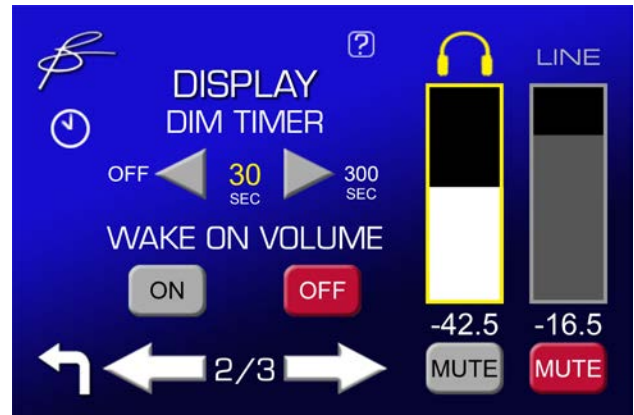 ?
LINE
DISPLAY
DIM TIMER
OFF 30 SEC 300 SEC
WAKE ON VOLUME
ON OFF
-42.5 -16.5
2/3 MUTE MUTE